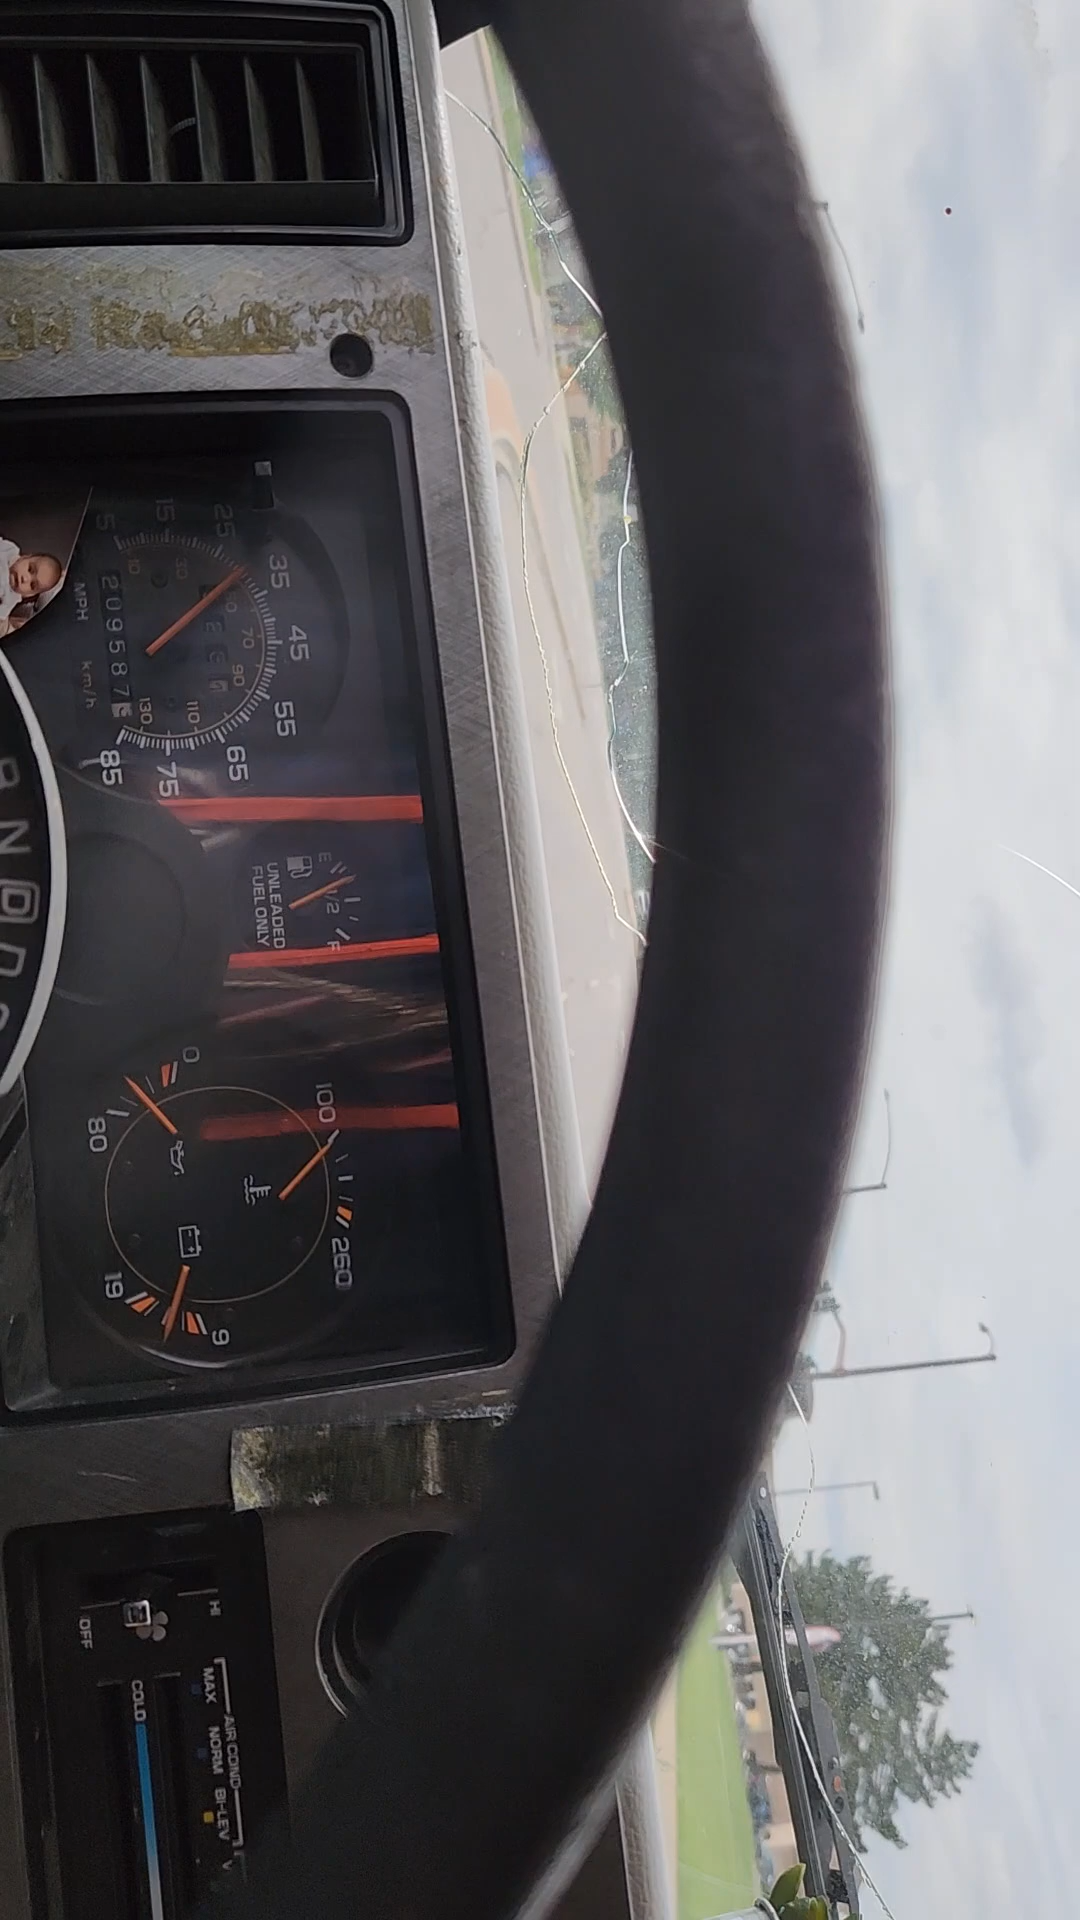 5 15 25 35 45 55 65 75 85
10 30 50 70 90 110 130
209587
MPH km/h
E 1/2 F
UNLEADED
FUEL ONLY
0 80
100 260
19 9
R N D
HI
OFF
AIR COND
MAX NORM BI-LEV V
COLD